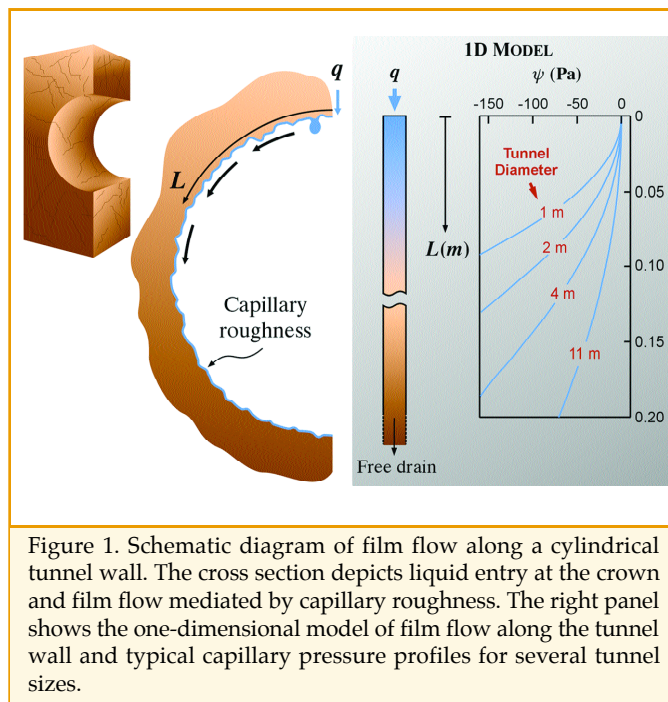 q
L
Capillary
roughness
1D MODEL
q
ψ (Pa)
-150 -100 -50 0
0
Tunnel
Diameter
0.05
1 m
L(m)
2 m
0.10
4 m
0.15
11 m
0.20
Free drain
Figure 1. Schematic diagram of film flow along a cylindrical
tunnel wall. The cross section depicts liquid entry at the crown
and film flow mediated by capillary roughness. The right panel
shows the one-dimensional model of film flow along the tunnel
wall and typical capillary pressure profiles for several tunnel
sizes.